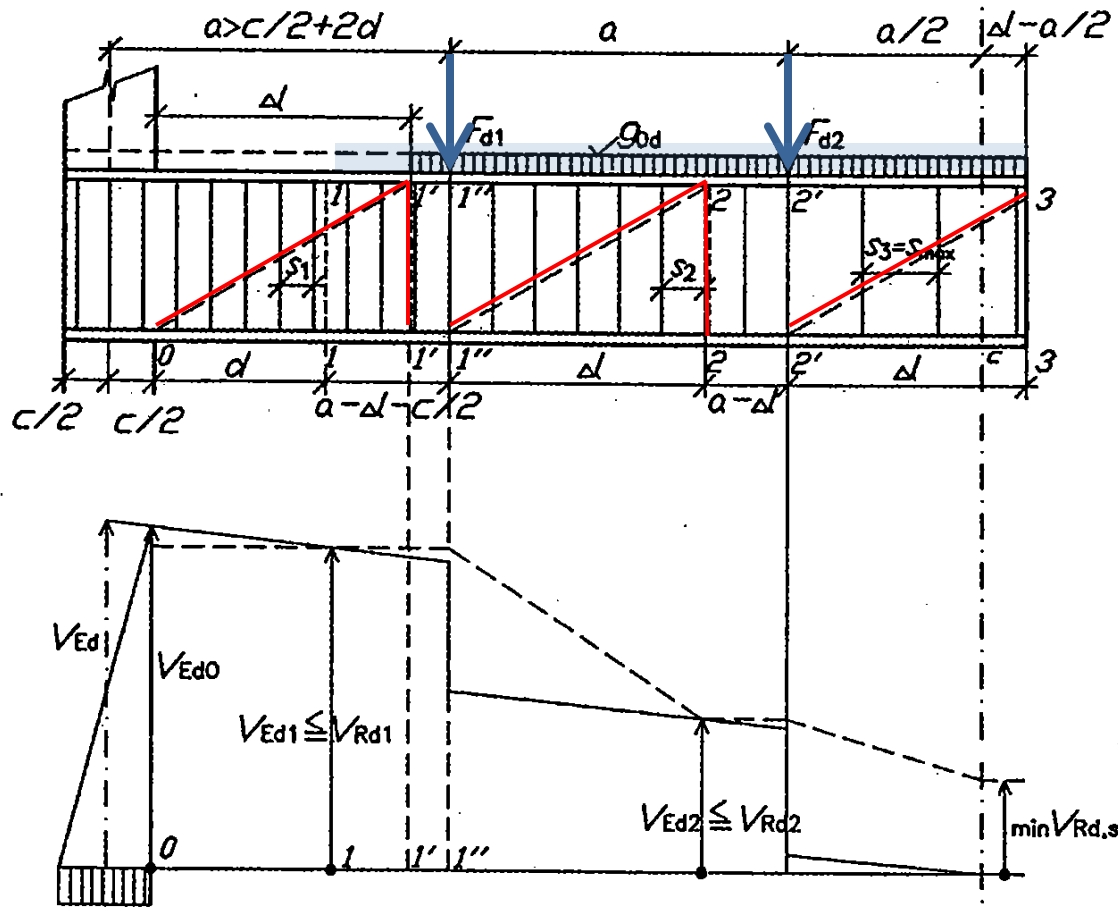 a>c/2+2d a a/2 Δl-a/2
Δl
Fd1 g0d Fd2
1 1' 1'' 2 2' 3
s1 s2 s3=smax
0 1 1' 1'' 2 2' c 3
d Δl Δl
c/2 c/2 a-Δl-c/2 a-Δl
VEd
VEd0
VEd1≦VRd1
VEd2≦VRd2
minVRd,s
0 1 1' 1''